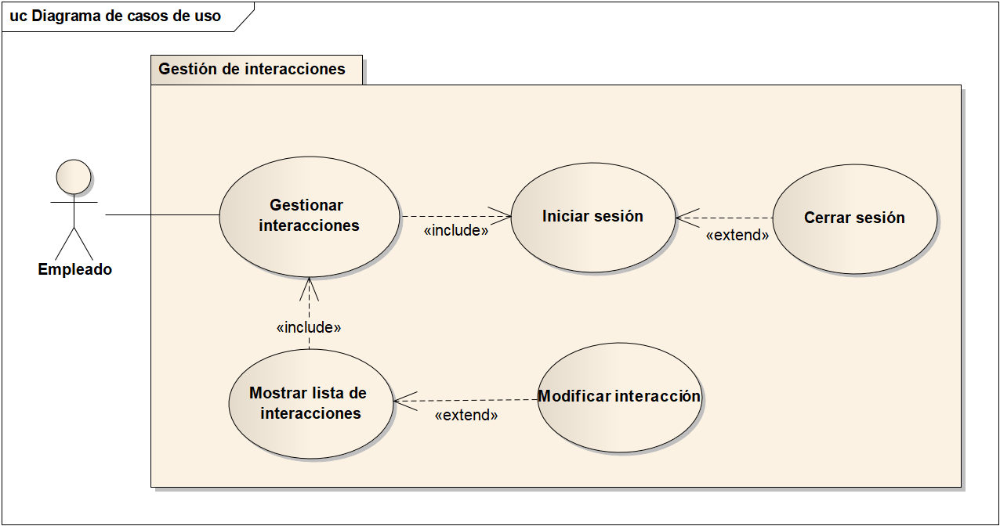 uc Diagrama de casos de uso
Gestión de interacciones
Gestionar
interacciones
«include»
Iniciar sesión
«extend»
Cerrar sesión
Empleado
«include»
Mostrar lista de
interacciones
«extend»
Modificar interacción